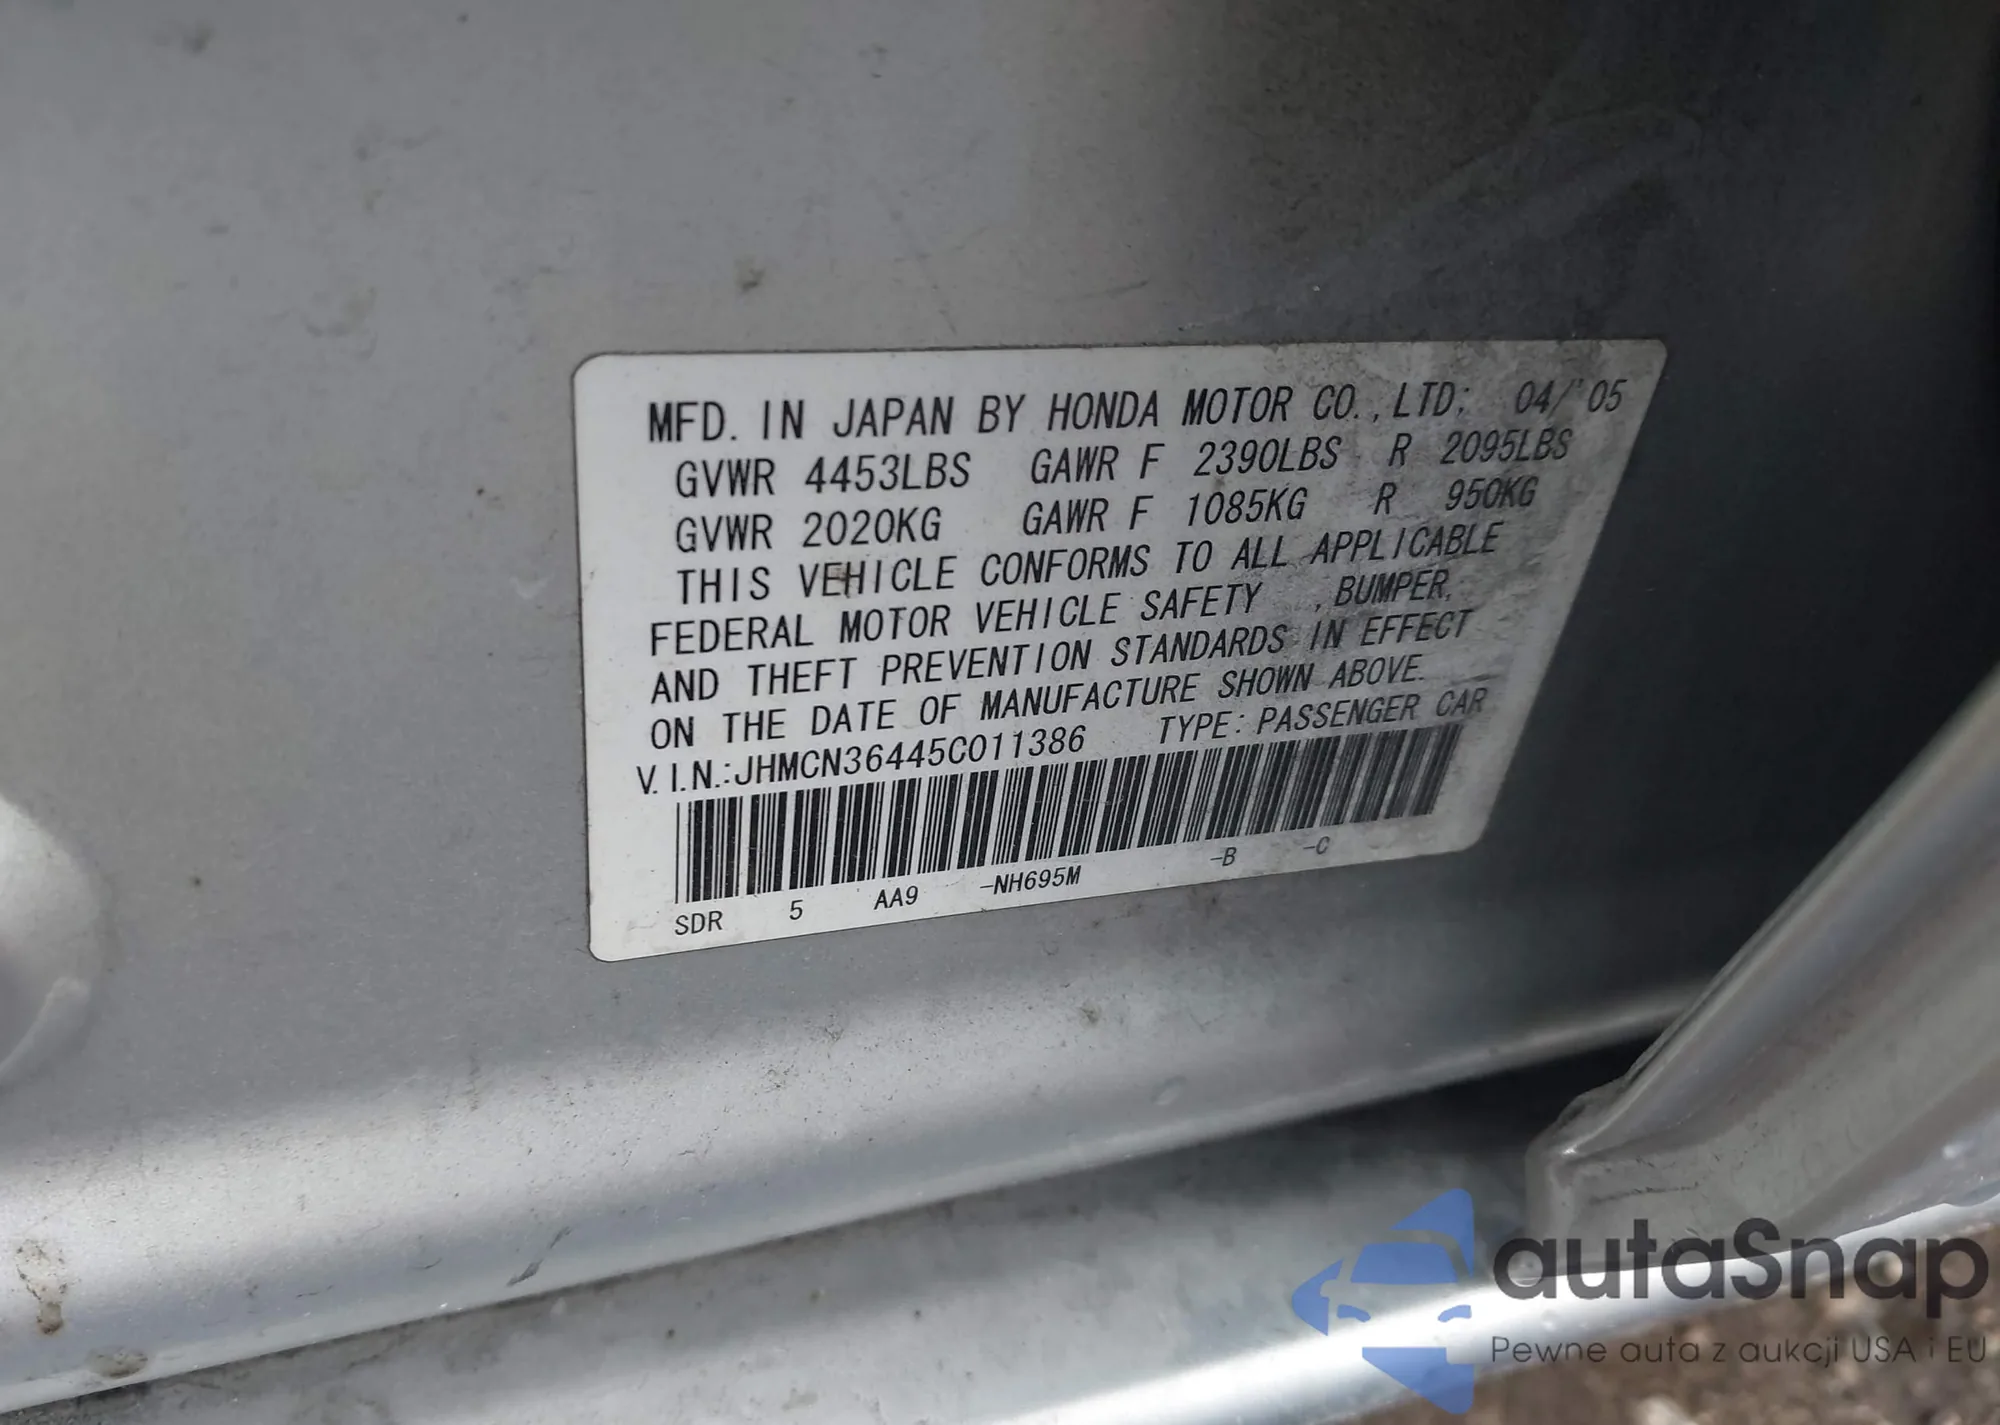 MFD. IN JAPAN BY HONDA MOTOR CO., LTD; 04/'05
GVWR 4453LBS GAWR F 2390LBS R 2095LBS
GVWR 2020KG GAWR F 1085KG R 950KG
THIS VEHICLE CONFORMS TO ALL APPLICABLE
FEDERAL MOTOR VEHICLE SAFETY , BUMPER,
AND THEFT PREVENTION STANDARDS IN EFFECT
ON THE DATE OF MANUFACTURE SHOWN ABOVE.
V.I.N.:JHMCN36445C011386 TYPE: PASSENGER CAR
SDR 5 AA9 -NH695M -B -C
autaSnap
Pewne auta z aukcji USA i EU